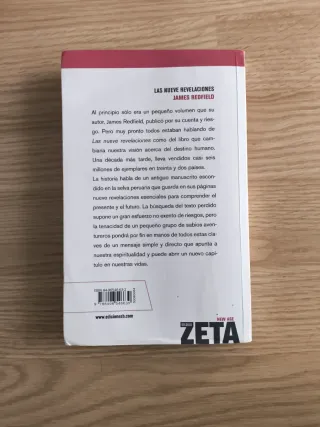 LAS NUEVE REVELACIONES
JAMES REDFIELD
Al principio sólo era un pequeño volumen que su
autor, James Redfield, publicó por su cuenta y ries-
go. Pero muy pronto todos estaban hablando de
Las nueve revelaciones como del libro que cambiará
nuestra visión acerca del destino humano.
Una década más tarde, lleva vendidos casi seis
millones de ejemplares en treinta y dos países.
La historia habla de un antiguo manuscrito escon-
dido en la selva peruana que guarda en sus páginas
nueve revelaciones esenciales para comprender el
presente y el futuro. La búsqueda del texto perdido
supone un gran esfuerzo no exento de riesgos, pero
la tenacidad de un pequeño grupo de sabios aven-
tureros pondrá por fin en manos de todos estas cla-
ves de un mensaje simple y directo que apunta a
nuestra espiritualidad y puede abrir un nuevo capí-
tulo en nuestras vidas.
www.edicionesb.com
NEW AGE
ZETA